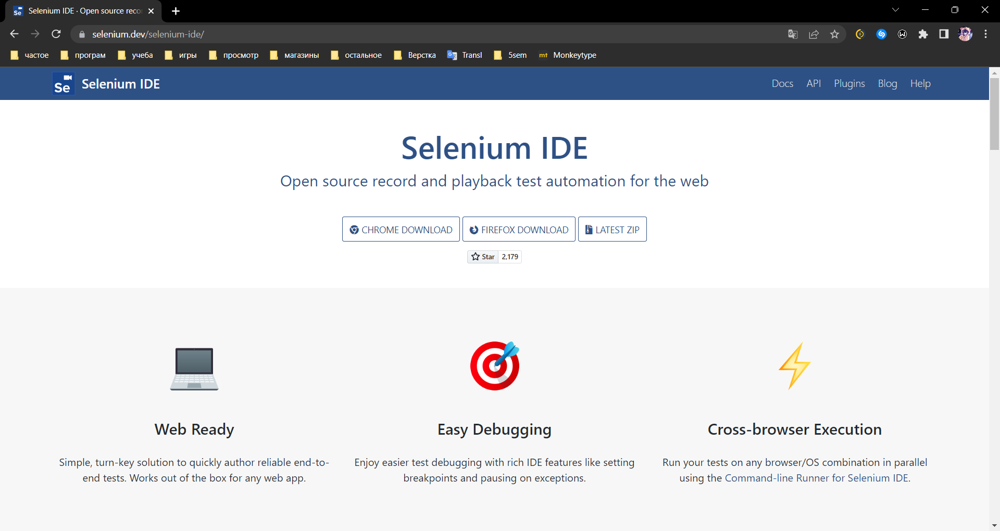 Selenium IDE · Open source reco
selenium.dev/selenium-ide/
частое програм учеба игры просмотр магазины остальное Верстка Transl 5sem mt Monkeytype
Se Selenium IDE Docs API Plugins Blog Help
Selenium IDE
Open source record and playback test automation for the web
CHROME DOWNLOAD FIREFOX DOWNLOAD LATEST ZIP
Star 2,179
Web Ready
Simple, turn-key solution to quickly author reliable end-to-
end tests. Works out of the box for any web app.
Easy Debugging
Enjoy easier test debugging with rich IDE features like setting
breakpoints and pausing on exceptions.
Cross-browser Execution
Run your tests on any browser/OS combination in parallel
using the Command-line Runner for Selenium IDE.